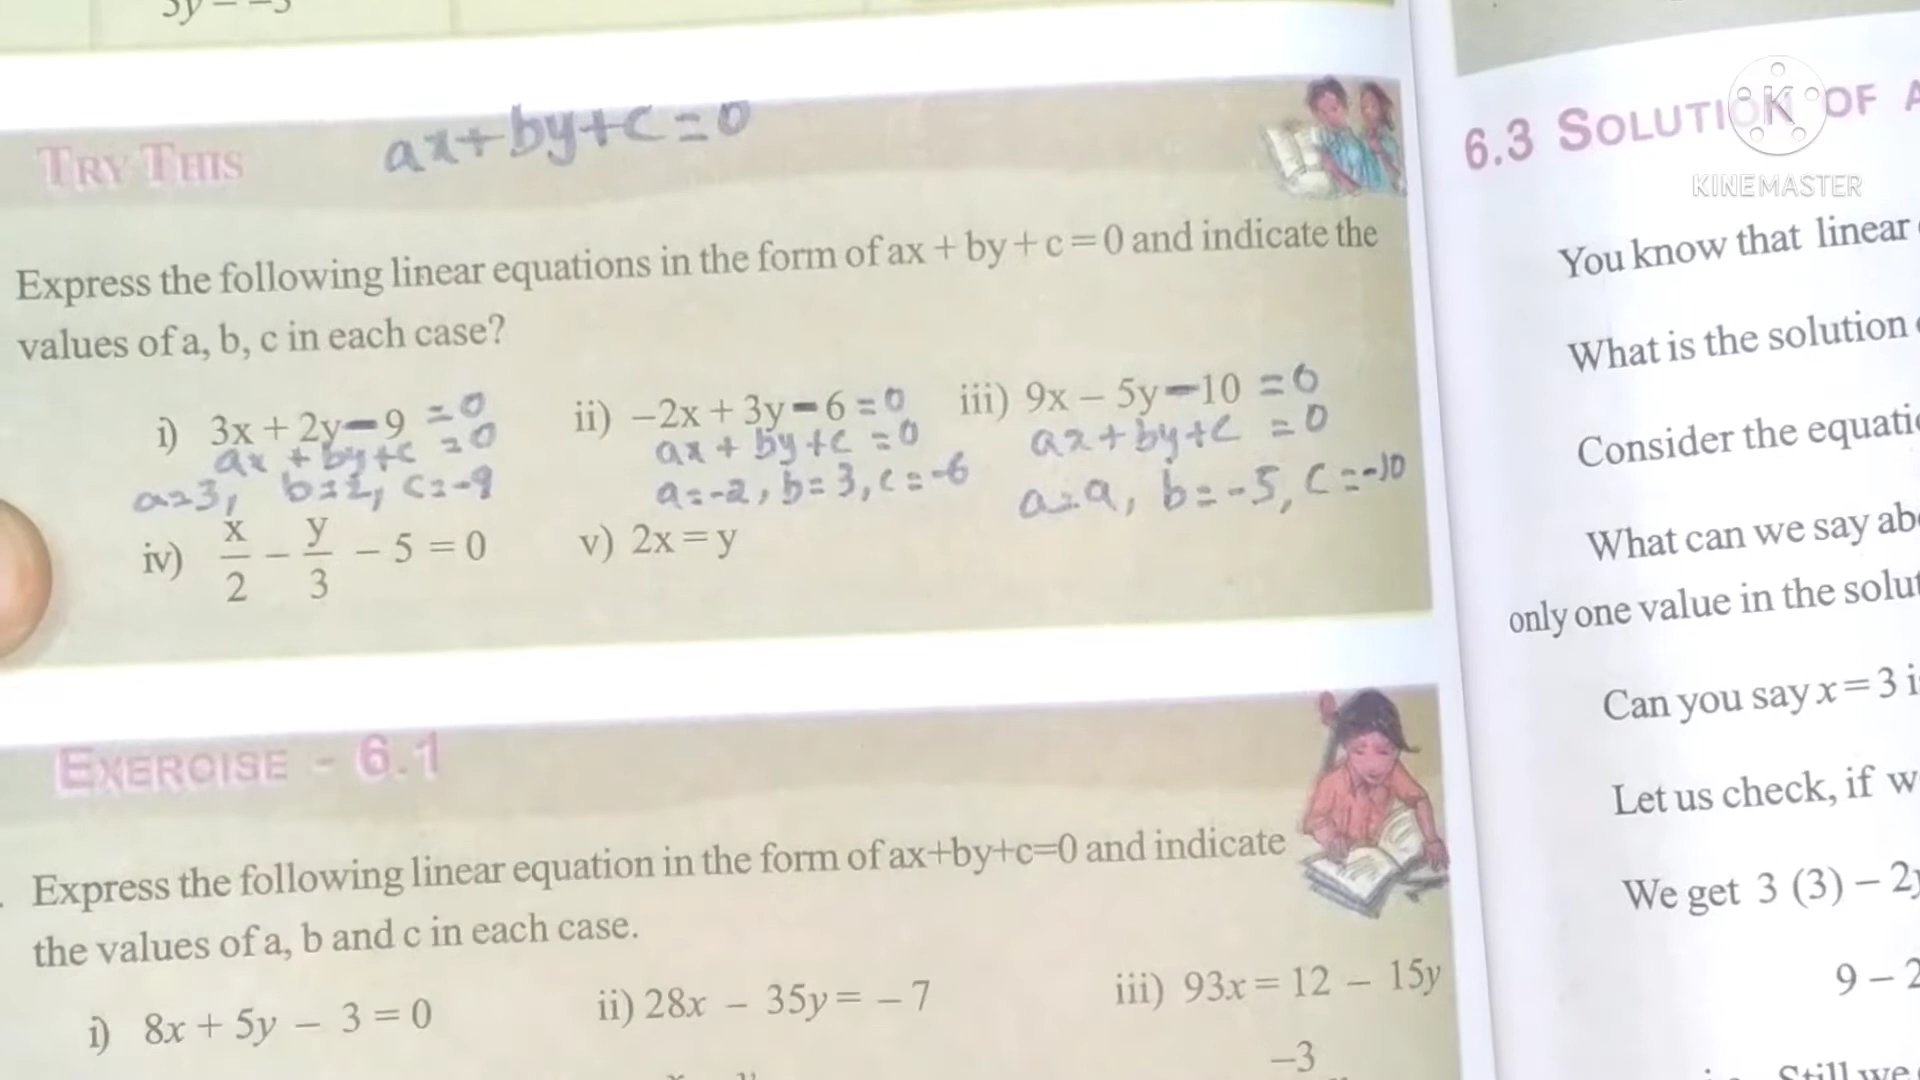 TRY THIS
ax+by+c=0
Express the following linear equations in the form of ax + by + c = 0 and indicate the
values of a, b, c in each case?
i) 3x + 2y - 9 = 0
ax + by + c = 0
a=3, b=2, c=-9
ii) -2x + 3y - 6 = 0
ax + by + c = 0
a=-2, b=3, c=-6
iii) 9x – 5y - 10 = 0
ax + by + c = 0
a=9, b=-5, c=-10
iv) x/2 – y/3 – 5 = 0
v) 2x = y
EXERCISE - 6.1
Express the following linear equation in the form of ax+by+c=0 and indicate
the values of a, b and c in each case.
i) 8x + 5y – 3 = 0
ii) 28x – 35y = – 7
iii) 93x = 12 – 15y
–3
6.3 SOLUTION OF A
KINEMASTER
You know that linear
What is the solution
Consider the
What can we say
only one value in the
Can you say x = 3
Let us check, if
We get 3 (3) –
9 –
Still we